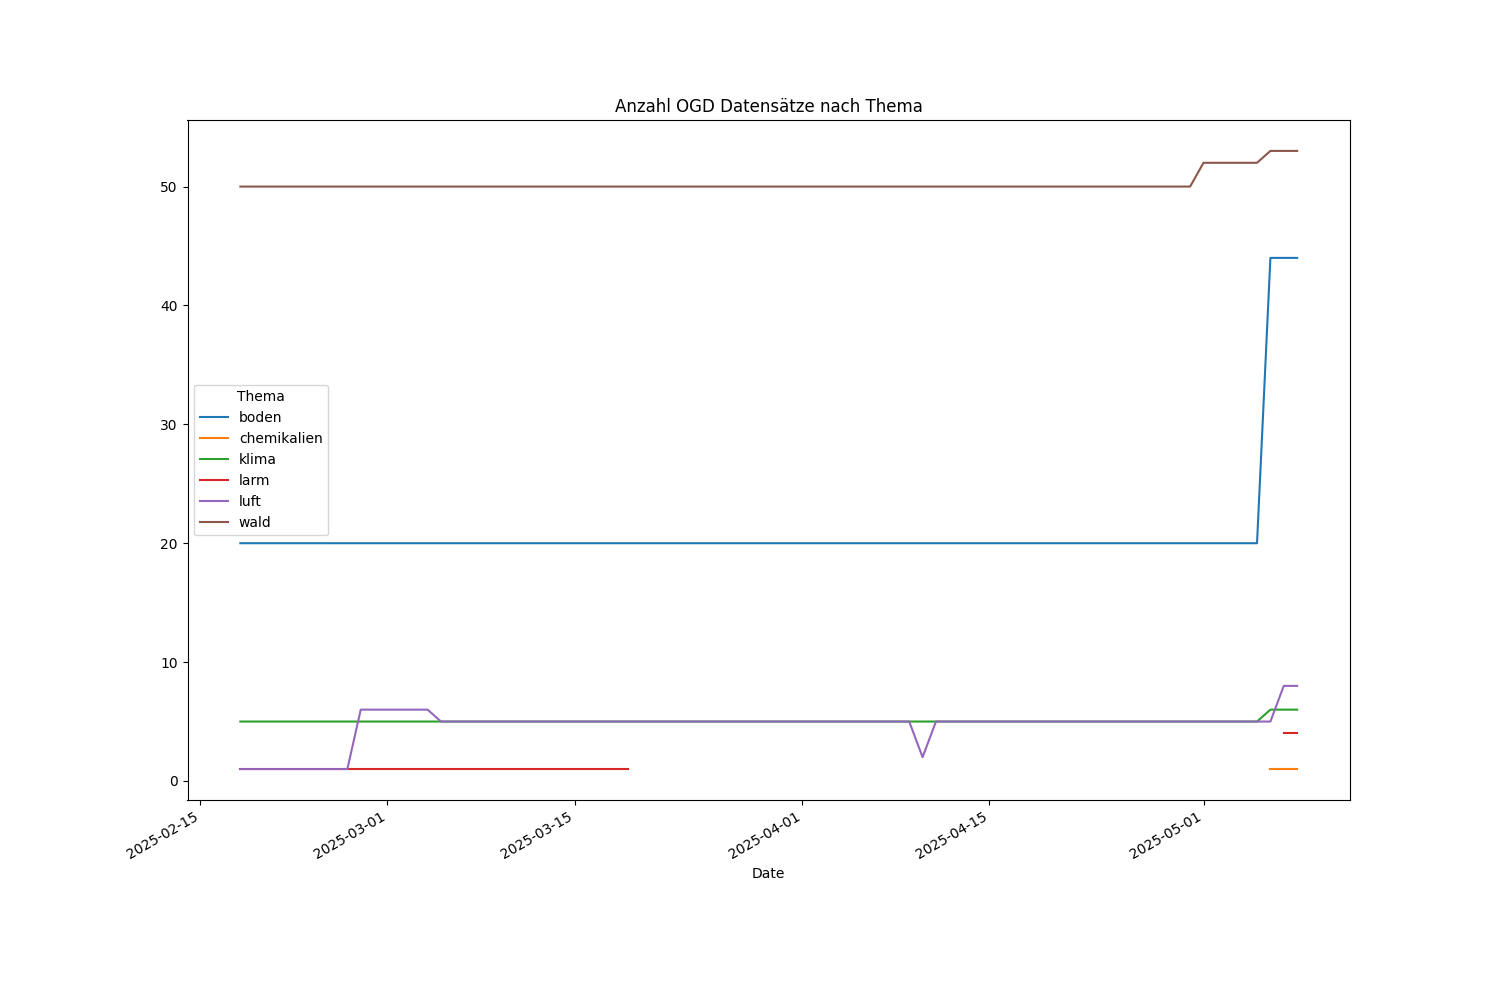 Anzahl OGD Datensätze nach Thema
50
40
30
20
10
0
Thema
boden
chemikalien
klima
larm
luft
wald
2025-02-15
2025-03-01
2025-03-15
2025-04-01
2025-04-15
2025-05-01
Date